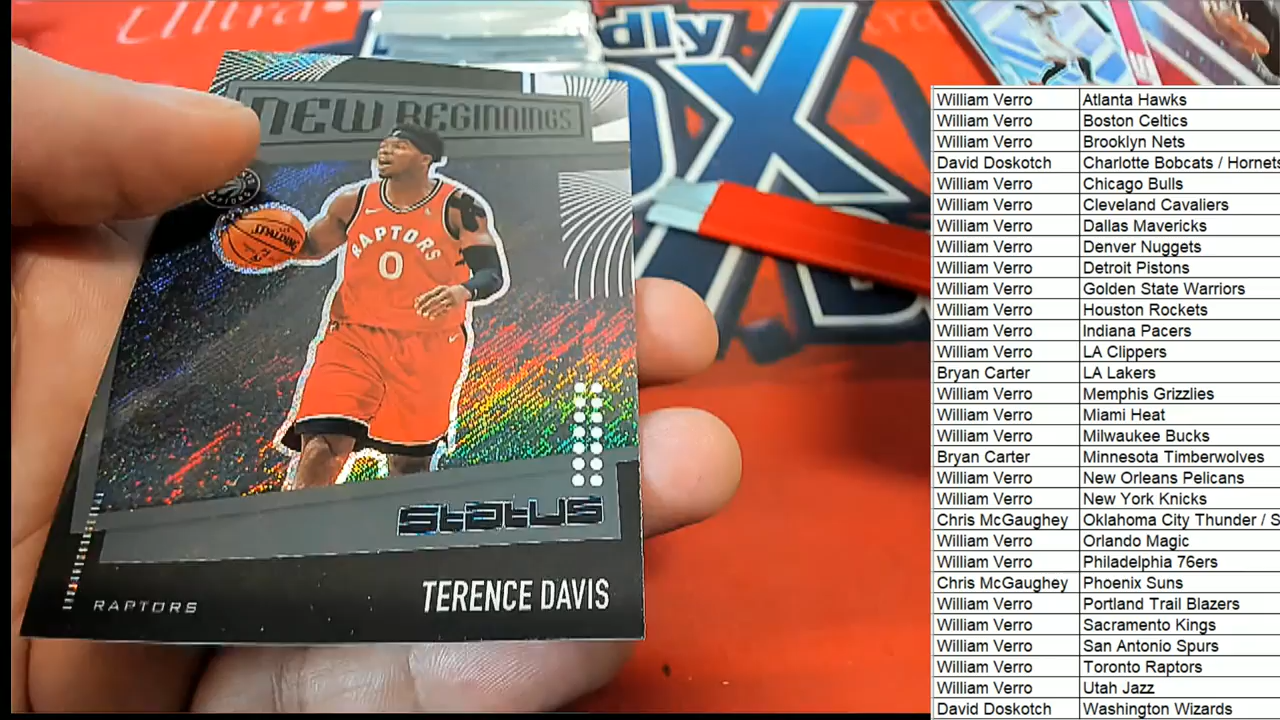 Ultra
dly
NEW BEGINNINGS
RAPTORS
SPALDING
RAPTORS
0
status
TERENCE DAVIS
RAPTORS
William Verro Atlanta Hawks
William Verro Boston Celtics
William Verro Brooklyn Nets
David Doskotch Charlotte Bobcats / Hornets
William Verro Chicago Bulls
William Verro Cleveland Cavaliers
William Verro Dallas Mavericks
William Verro Denver Nuggets
William Verro Detroit Pistons
William Verro Golden State Warriors
William Verro Houston Rockets
William Verro Indiana Pacers
William Verro LA Clippers
Bryan Carter LA Lakers
William Verro Memphis Grizzlies
William Verro Miami Heat
William Verro Milwaukee Bucks
Bryan Carter Minnesota Timberwolves
William Verro New Orleans Pelicans
William Verro New York Knicks
Chris McGaughey Oklahoma City Thunder / S
William Verro Orlando Magic
William Verro Philadelphia 76ers
Chris McGaughey Phoenix Suns
William Verro Portland Trail Blazers
William Verro Sacramento Kings
William Verro San Antonio Spurs
William Verro Toronto Raptors
William Verro Utah Jazz
David Doskotch Washington Wizards